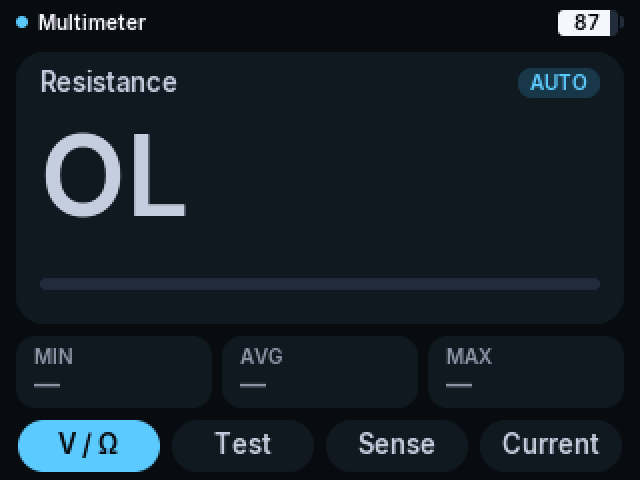 Multimeter
87
Resistance
AUTO
OL
MIN
—
AVG
—
MAX
—
V / Ω
Test
Sense
Current